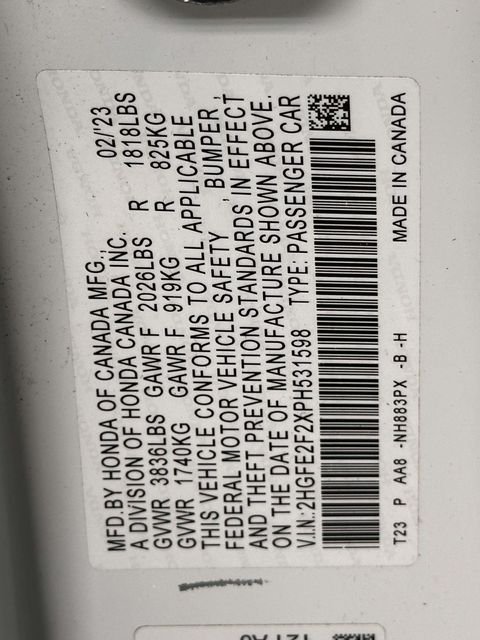 MFD.BY HONDA OF CANADA MFG., 02/'23
A DIVISION OF HONDA CANADA INC.
GVWR 3836LBS GAWR F 2026LBS R 1818LBS
GVWR 1740KG GAWR F 919KG R 825KG
THIS VEHICLE CONFORMS TO ALL APPLICABLE
FEDERAL MOTOR VEHICLE SAFETY , BUMPER ,
AND THEFT PREVENTION STANDARDS IN EFFECT
ON THE DATE OF MANUFACTURE SHOWN ABOVE.
V.I.N.:2HGFE2F2XPH531598 TYPE: PASSENGER CAR
T23 P AA8 -NH883PX -B -H MADE IN CANADA